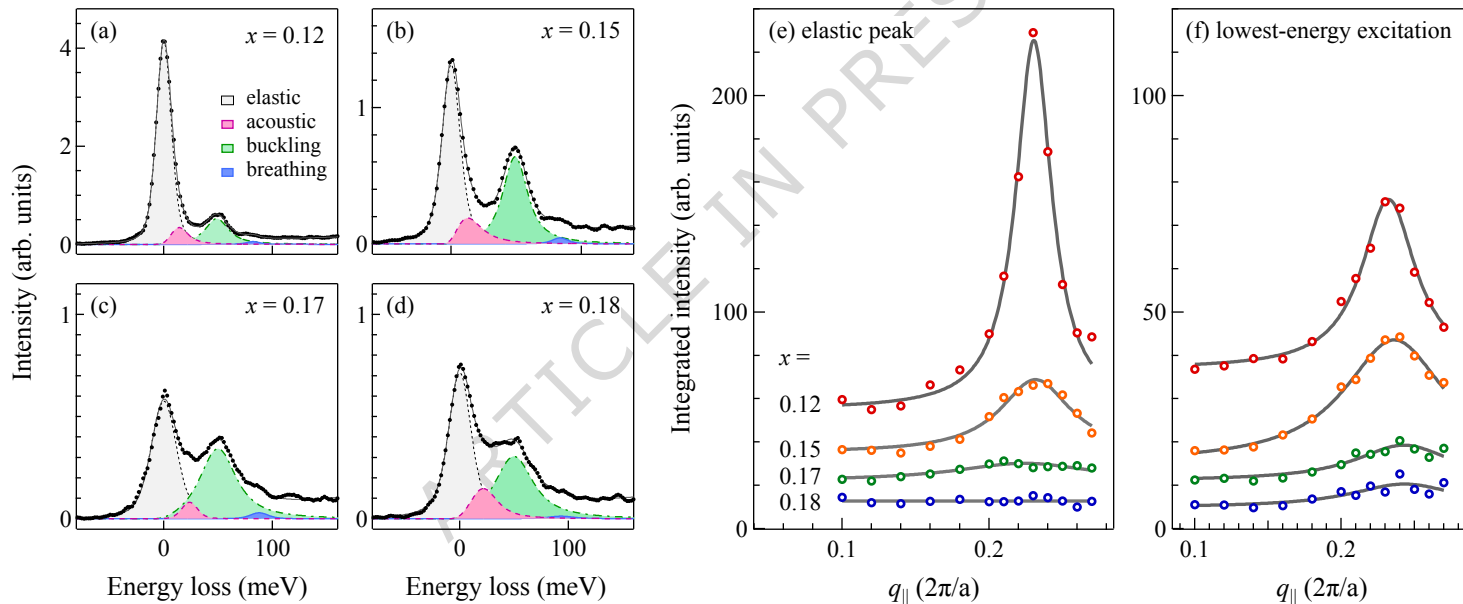 (a) x = 0.12
elastic
acoustic
buckling
breathing
4
2
0
(b) x = 0.15
1
0
(c) x = 0.17
1
0
0 100
(d) x = 0.18
1
0
0 100
Intensity (arb. units)
Energy loss (meV)
Energy loss (meV)
(e) elastic peak
200
100
0
x =
0.12
0.15
0.17
0.18
0.1 0.2
Integrated intensity (arb. units)
q|| (2π/a)
(f) lowest-energy excitation
100
50
0
0.1 0.2
q|| (2π/a)
ARTICLE IN PRES